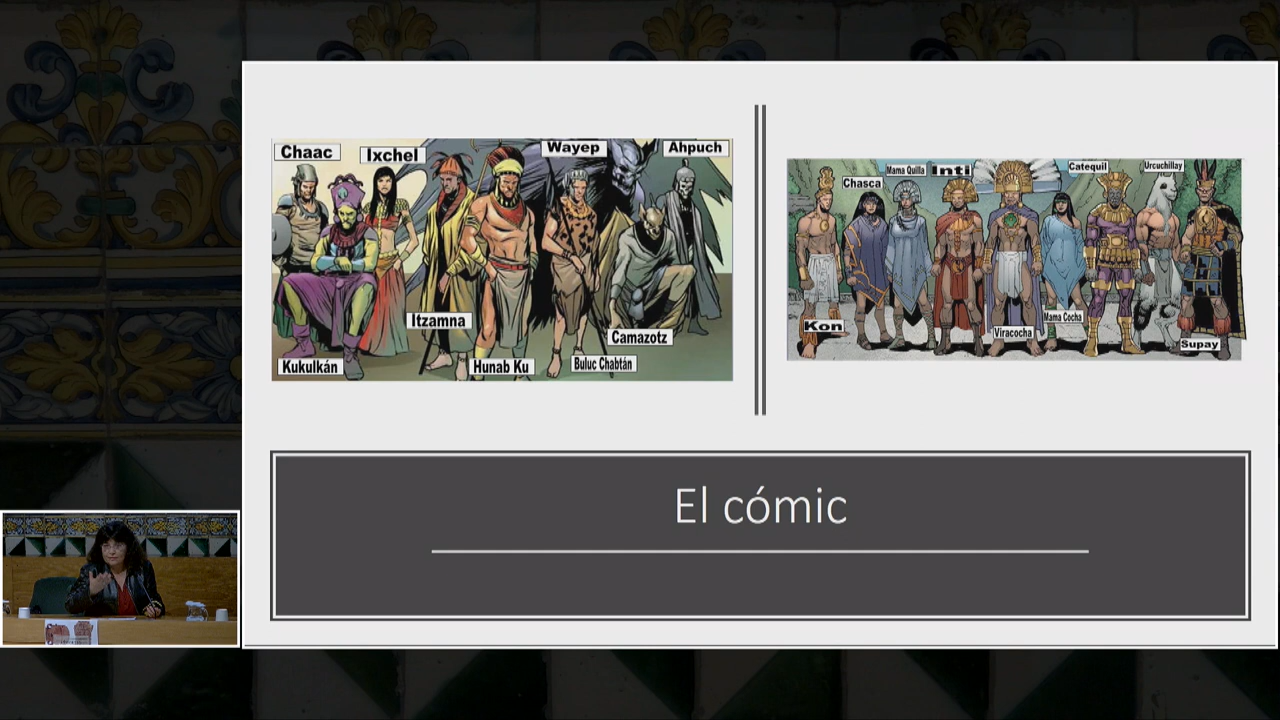 Chaac
Ixchel
Wayep
Ahpuch
Itzamna
Camazotz
Kukulkán
Hunab Ku
Buluc Chabtán
Chasca
Mama Quilla
Inti
Catequil
Urcuchillay
Kon
Viracocha
Mama Cocha
Supay
El cómic